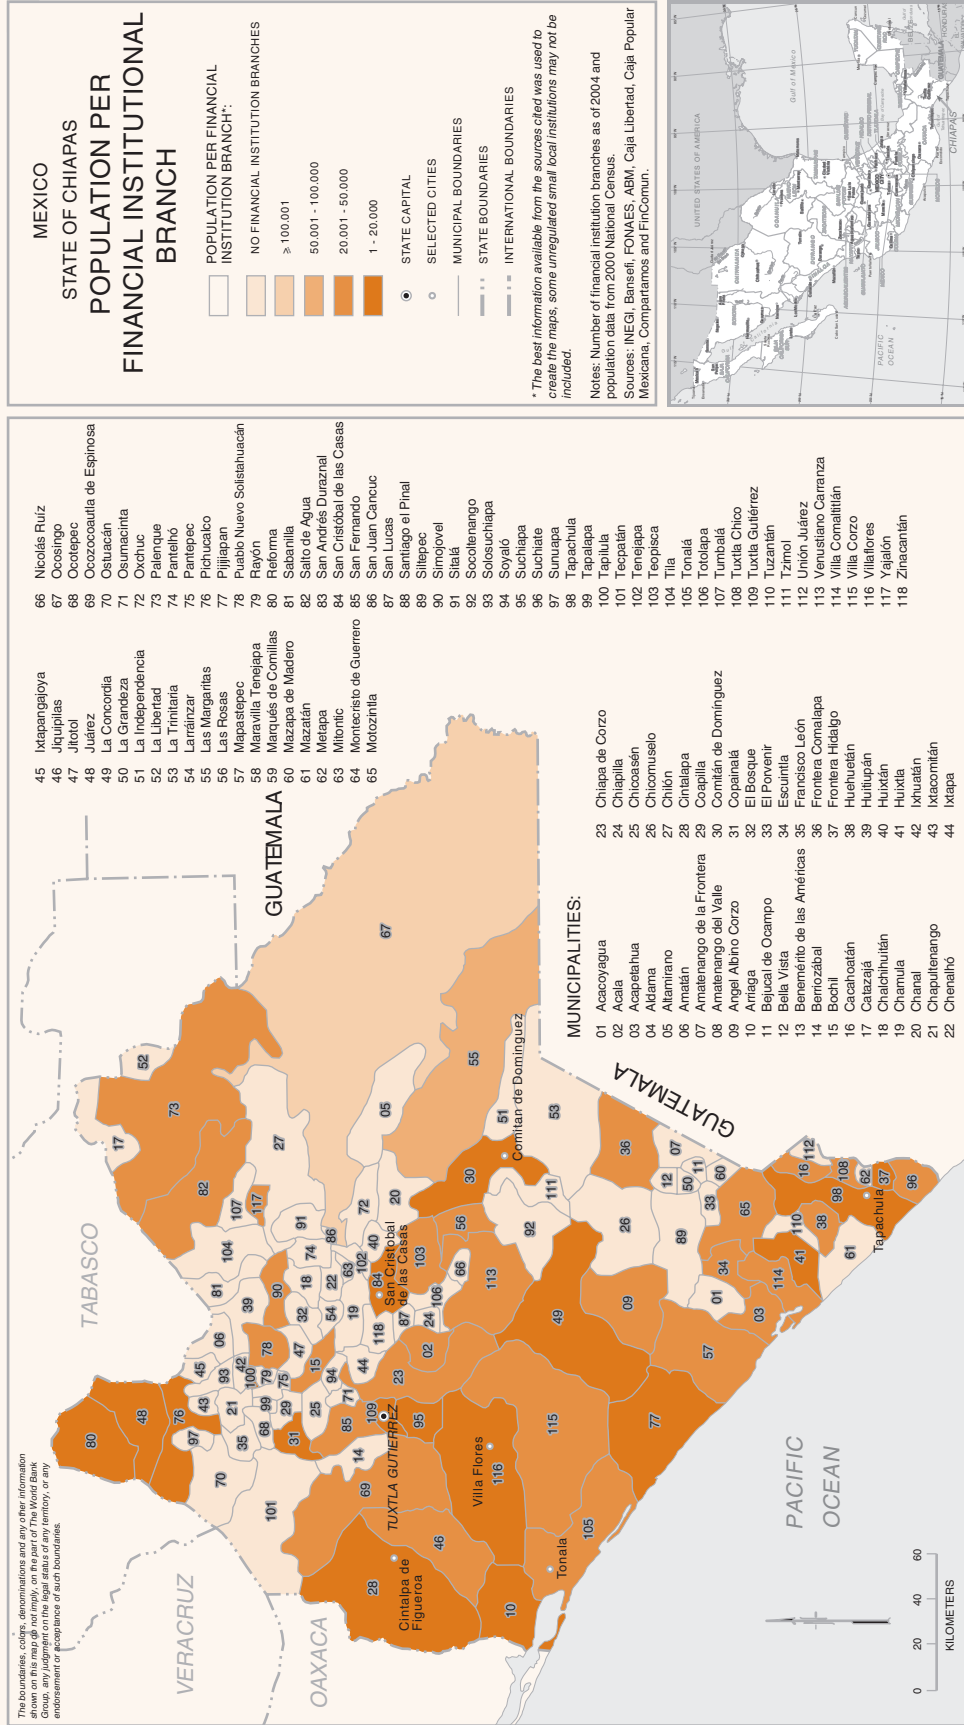 The boundaries, colors, denominations and any other information
shown on this map do not imply, on the part of The World Bank
Group, any judgment on the legal status of any territory, or any
endorsement or acceptance of such boundaries.
MEXICO
STATE OF CHIAPAS
POPULATION PER
FINANCIAL INSTITUTIONAL
BRANCH
POPULATION PER FINANCIAL
INSTITUTION BRANCH*:
NO FINANCIAL INSTITUTION BRANCHES
≥ 100.001
50.001 - 100.000
20.001 - 50.000
1 - 20.000
STATE CAPITAL
SELECTED CITIES
MUNICIPAL BOUNDARIES
STATE BOUNDARIES
INTERNATIONAL BOUNDARIES
* The best information available from the sources cited was used to
create the maps, some unregulated small local institutions may not be
included.
Notes: Number of financial institution branches as of 2004 and
population data from 2000 National Census.
Sources: INEGI, Bansefi, FONAES, ABM, Caja Libertad, Caja Popular
Mexicana, Compartamos and FinComun.
TABASCO
VERACRUZ
OAXACA
GUATEMALA
GUATEMALA
PACIFIC
OCEAN
Cintalpa de
Figueroa
TUXTLA GUTIERREZ
San Cristobal
de las Casas
Villa Flores
Tonala
Comitan de Dominguez
Tapachula
0 20 40 60
KILOMETERS
MUNICIPALITIES:
01 Acacoyagua
02 Acala
03 Acapetahua
04 Aldama
05 Altamirano
06 Amatán
07 Amatenango de la Frontera
08 Amatenango del Valle
09 Angel Albino Corzo
10 Arriaga
11 Bejucal de Ocampo
12 Bella Vista
13 Benemérito de las Américas
14 Berriozábal
15 Bochil
16 Cacahoatán
17 Catazajá
18 Chalchihuitán
19 Chamula
20 Chanal
21 Chapultenango
22 Chenalhó
23 Chiapa de Corzo
24 Chiapilla
25 Chicoasén
26 Chicomuselo
27 Chilón
28 Cintalapa
29 Coapilla
30 Comitán de Domínguez
31 Copainalá
32 El Bosque
33 El Porvenir
34 Escuintla
35 Francisco León
36 Frontera Comalapa
37 Frontera Hidalgo
38 Huehuetán
39 Huitiupán
40 Huixtán
41 Huixtla
42 Ixhuatán
43 Ixtacomitán
44 Ixtapa
45 Ixtapangajoya
46 Jiquipilas
47 Jitotol
48 Juárez
49 La Concordia
50 La Grandeza
51 La Independencia
52 La Libertad
53 La Trinitaria
54 Larráinzar
55 Las Margaritas
56 Las Rosas
57 Mapastepec
58 Maravilla Tenejapa
59 Marqués de Comillas
60 Mazapa de Madero
61 Mazatán
62 Metapa
63 Mitontic
64 Montecristo de Guerrero
65 Motozintla
66 Nicolás Ruíz
67 Ocosingo
68 Ocotepec
69 Ocozocoautla de Espinosa
70 Ostuacán
71 Osumacinta
72 Oxchuc
73 Palenque
74 Pantelhó
75 Pantepec
76 Pichucalco
77 Pijijiapan
78 Pueblo Nuevo Solistahuacán
79 Rayón
80 Reforma
81 Sabanilla
82 Salto de Agua
83 San Andrés Duraznal
84 San Cristóbal de las Casas
85 San Fernando
86 San Juan Cancuc
87 San Lucas
88 Santiago el Pinal
89 Siltepec
90 Simojovel
91 Sitalá
92 Socoltenango
93 Solosuchiapa
94 Soyaló
95 Suchiapa
96 Suchiate
97 Sunuapa
98 Tapachula
99 Tapalapa
100 Tapilula
101 Tecpatán
102 Tenejapa
103 Teopisca
104 Tila
105 Tonalá
106 Totolapa
107 Tumbalá
108 Tuxtla Chico
109 Tuxtla Gutiérrez
110 Tuzantán
111 Tzimol
112 Unión Juárez
113 Venustiano Carranza
114 Villa Comaltitlán
115 Villa Corzo
116 Villaflores
117 Yajalón
118 Zinacantán
UNITED STATES OF AMERICA
Gulf of Mexico
PACIFIC
OCEAN
GUATEMALA
CHIAPAS